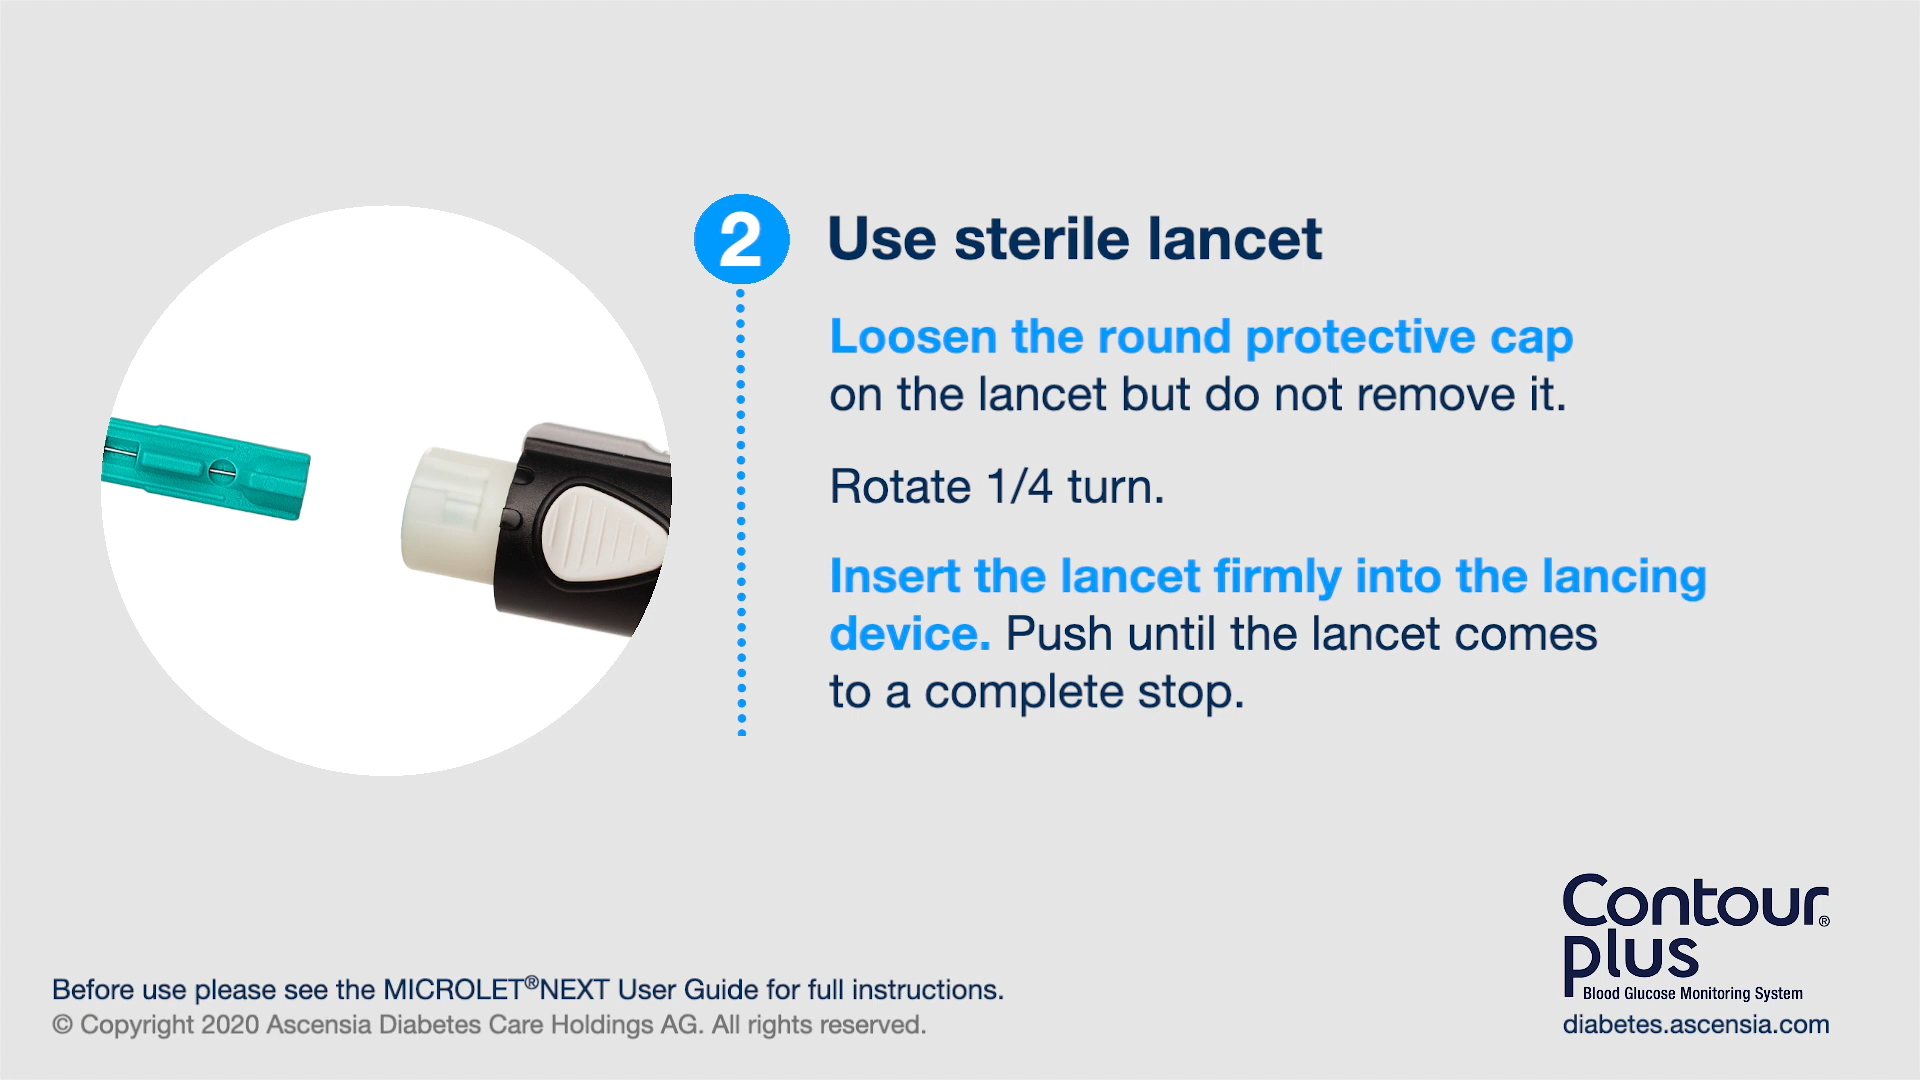 2
Use sterile lancet
Loosen the round protective cap
on the lancet but do not remove it.
Rotate 1/4 turn.
Insert the lancet firmly into the lancing
device. Push until the lancet comes
to a complete stop.
Before use please see the MICROLET®NEXT User Guide for full instructions.
© Copyright 2020 Ascensia Diabetes Care Holdings AG. All rights reserved.
Contour®
plus
Blood Glucose Monitoring System
diabetes.ascensia.com